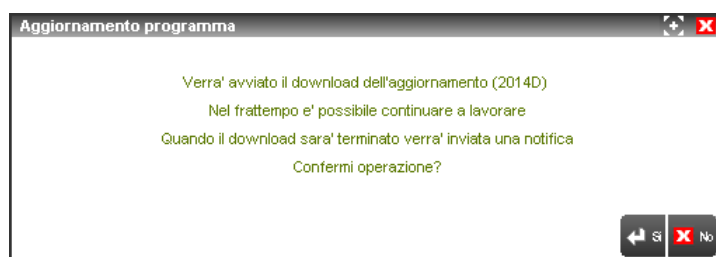 Aggiornamento programma
Verra' avviato il download dell'aggiornamento (2014D)
Nel frattempo e' possibile continuare a lavorare
Quando il download sara' terminato verra' inviata una notifica
Confermi operazione?
Si No